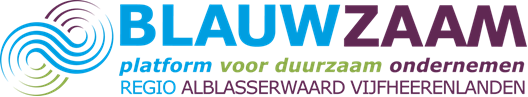 BLAUWZAAM
platform voor duurzaam ondernemen
REGIO ALBLASSERWAARD VIJFHEERENLANDEN